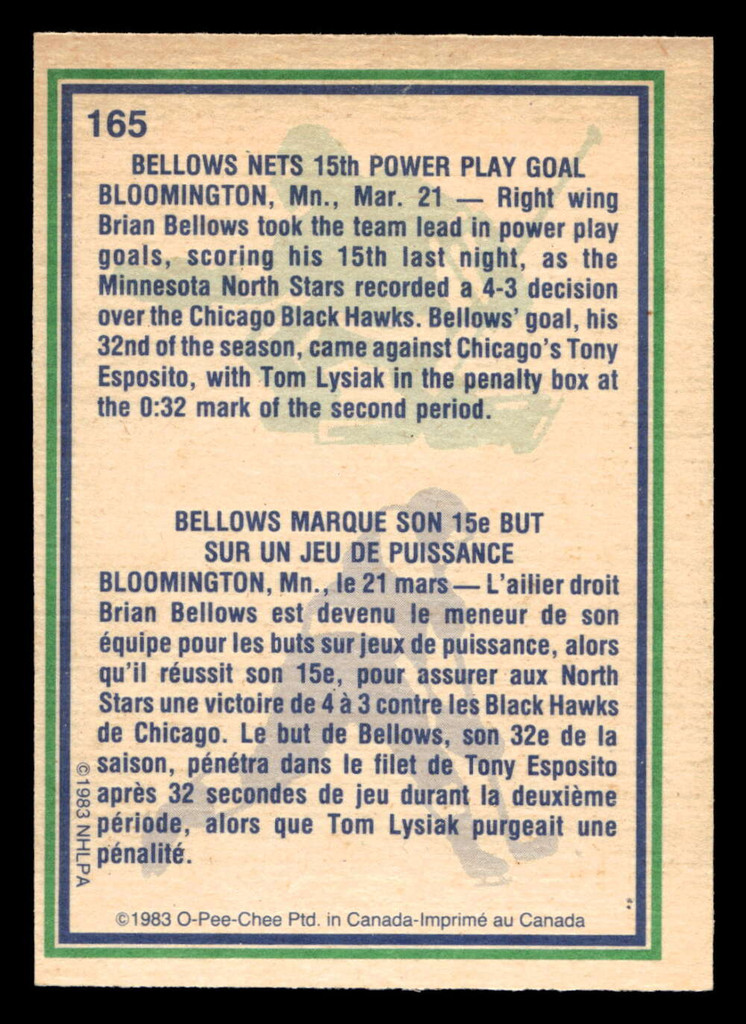 165
BELLOWS NETS 15th POWER PLAY GOAL
BLOOMINGTON, Mn., Mar. 21 — Right wing
Brian Bellows took the team lead in power play
goals, scoring his 15th last night, as the
Minnesota North Stars recorded a 4-3 decision
over the Chicago Black Hawks. Bellows' goal, his
32nd of the season, came against Chicago's Tony
Esposito, with Tom Lysiak in the penalty box at
the 0:32 mark of the second period.
BELLOWS MARQUE SON 15e BUT
SUR UN JEU DE PUISSANCE
BLOOMINGTON, Mn., le 21 mars — L'ailier droit
Brian Bellows est devenu le meneur de son
équipe pour les buts sur jeux de puissance, alors
qu'il réussit son 15e, pour assurer aux North
Stars une victoire de 4 à 3 contre les Black Hawks
de Chicago. Le but de Bellows, son 32e de la
saison, pénétra dans le filet de Tony Esposito
après 32 secondes de jeu durant la deuxième
période, alors que Tom Lysiak purgeait une
pénalité.
©1983 NHLPA
©1983 O-Pee-Chee Ptd. in Canada-Imprimé au Canada